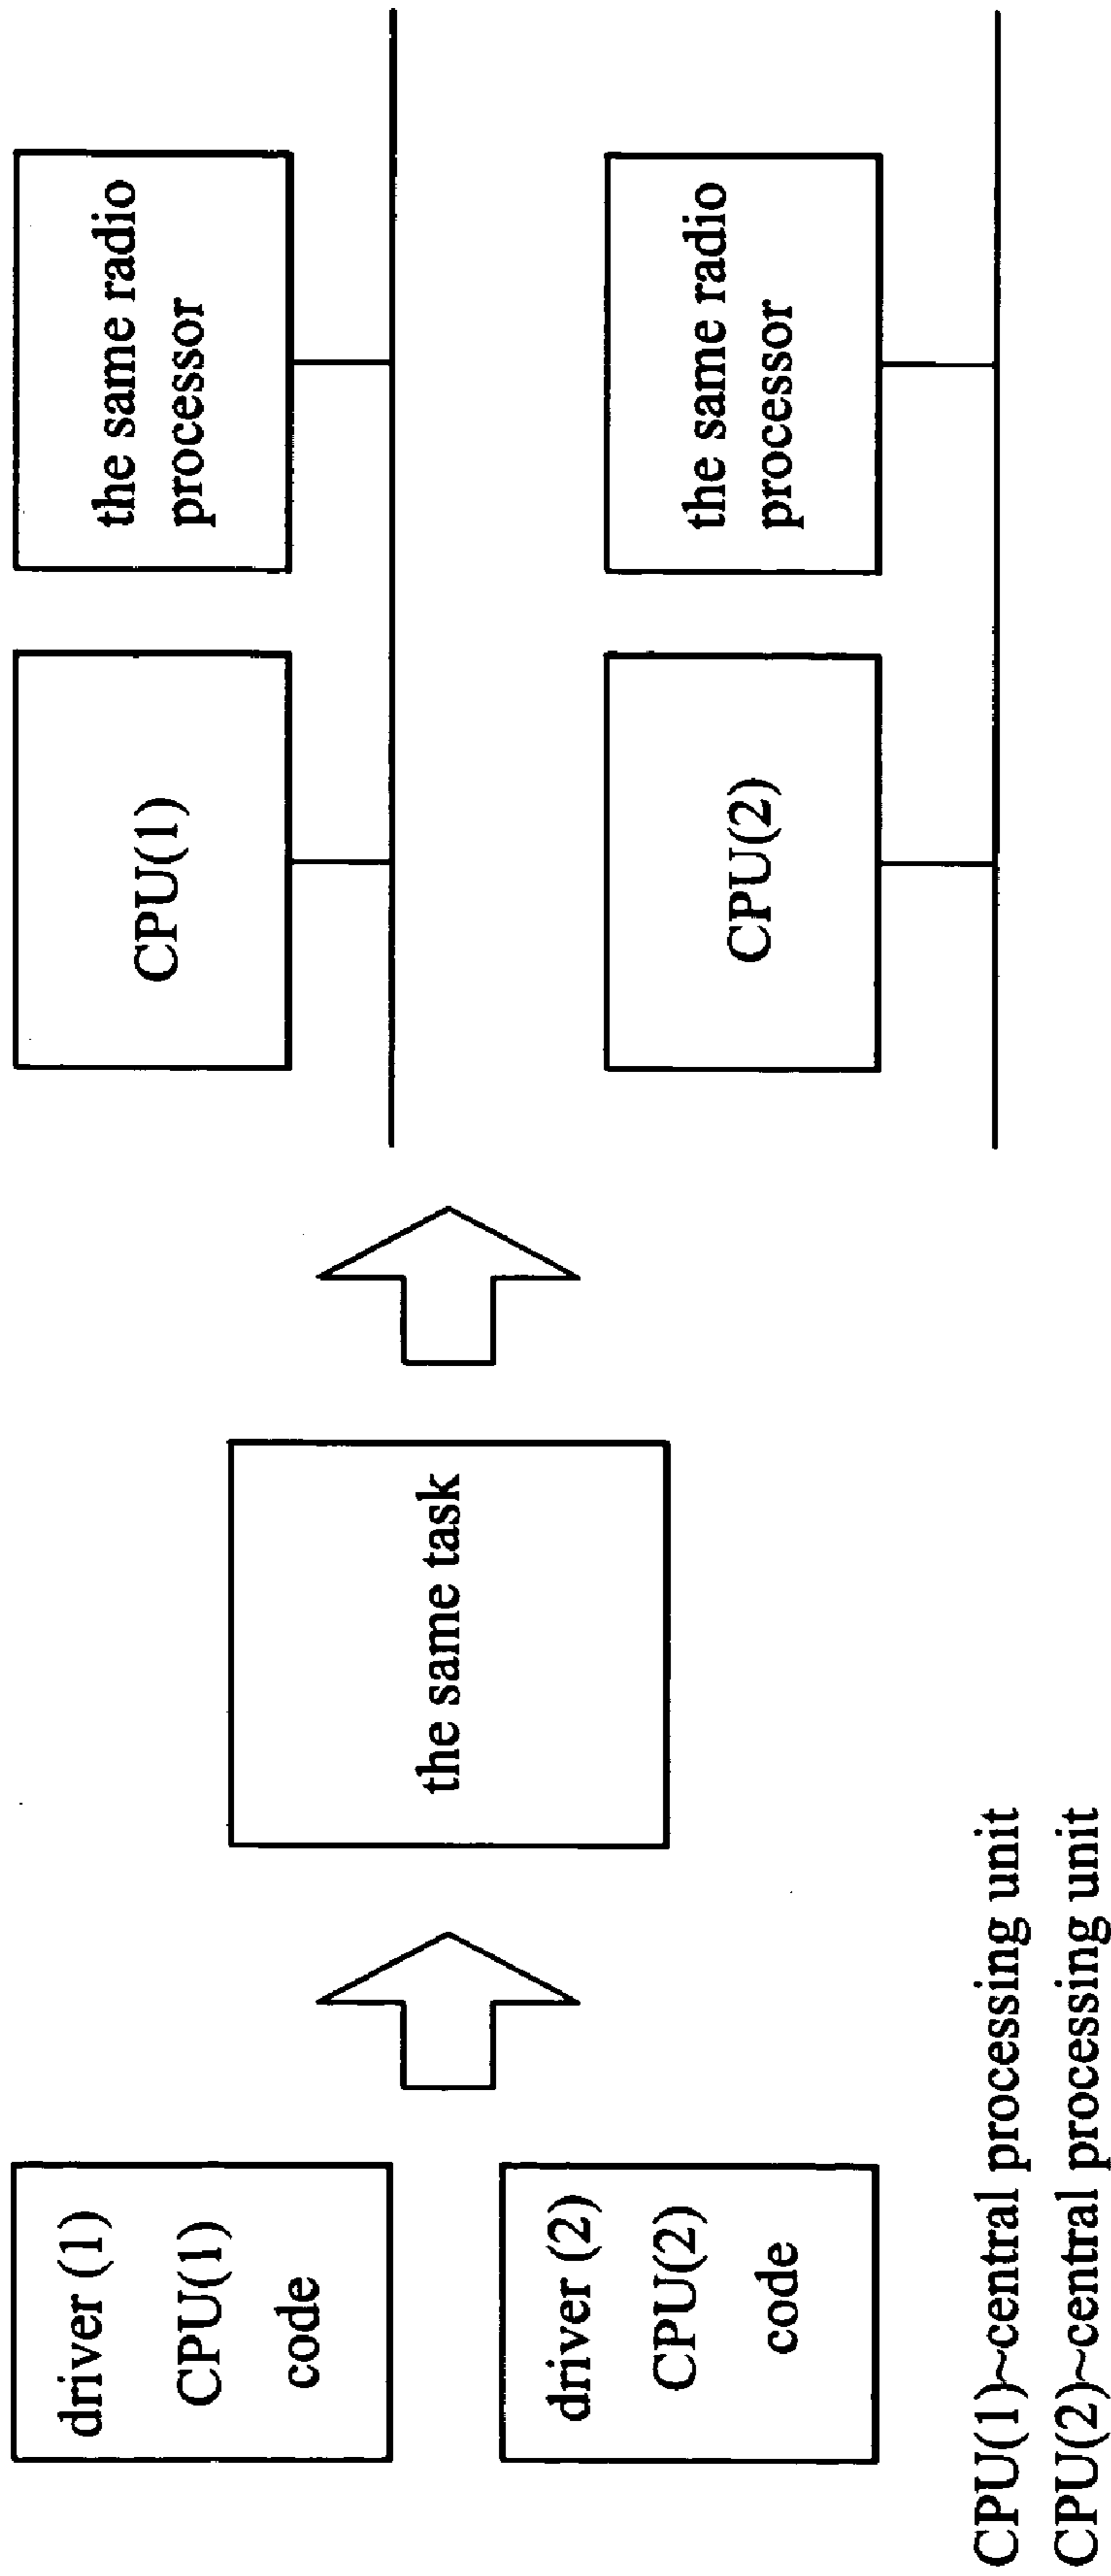 driver (1)
CPU(1)
code
driver (2)
CPU(2)
code
the same task
CPU(1)
the same radio
processor
CPU(2)
the same radio
processor
CPU(1)~central processing unit
CPU(2)~central processing unit